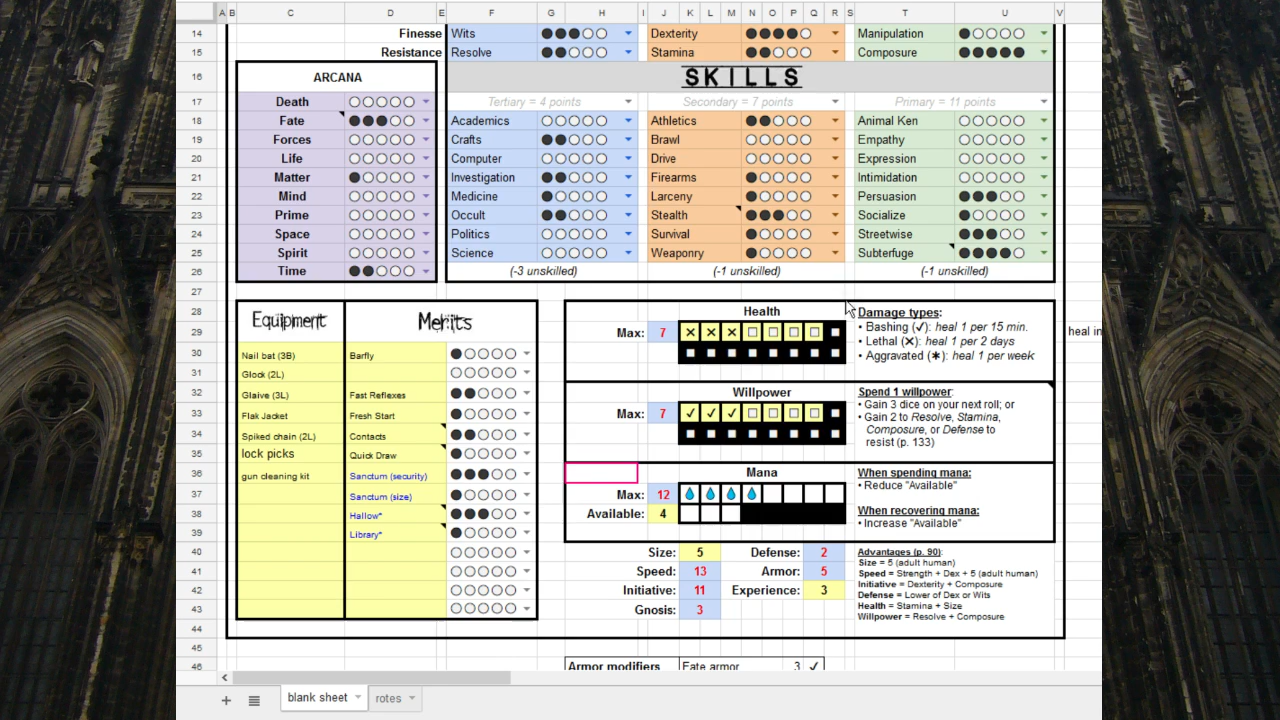 A B C D E F G H I J K L M N O P Q R S T U V
14 Finesse Wits Dexterity Manipulation
15 Resistance Resolve Stamina Composure
16 ARCANA SKILLS
17 Death Tertiary = 4 points Secondary = 7 points Primary = 11 points
18 Fate Academics Athletics Animal Ken
19 Forces Crafts Brawl Empathy
20 Life Computer Drive Expression
21 Matter Investigation Firearms Intimidation
22 Mind Medicine Larceny Persuasion
23 Prime Occult Stealth Socialize
24 Space Politics Survival Streetwise
25 Spirit Science Weaponry Subterfuge
26 Time (-3 unskilled) (-1 unskilled) (-1 unskilled)
27
28 Equipment Merits Health Damage types:
29 Max: 7 • Bashing (✓): heal 1 per 15 min. heal in
• Lethal (✕): heal 1 per 2 days
30 Nail bat (3B) Barfly • Aggravated (✱): heal 1 per week
31 Glock (2L)
32 Glaive (3L) Fast Reflexes Willpower Spend 1 willpower:
33 Flak Jacket Fresh Start Max: 7 • Gain 3 dice on your next roll; or
• Gain 2 to Resolve, Stamina,
34 Spiked chain (2L) Contacts Composure, or Defense to
resist (p. 133)
35 lock picks Quick Draw
36 gun cleaning kit Sanctum (security) Mana When spending mana:
• Reduce "Available"
37 Sanctum (size) Max: 12
38 Hallow* Available: 4 When recovering mana:
• Increase "Available"
39 Library*
40 Size: 5 Defense: 2 Advantages (p. 90):
Size = 5 (adult human)
41 Speed: 13 Armor: 5 Speed = Strength + Dex + 5 (adult human)
42 Initiative: 11 Experience: 3 Initiative = Dexterity + Composure
Defense = Lower of Dex or Wits
43 Gnosis: 3 Health = Stamina + Size
Willpower = Resolve + Composure
44
45
46 Armor modifiers Fate armor 3 ✓
blank sheet rotes